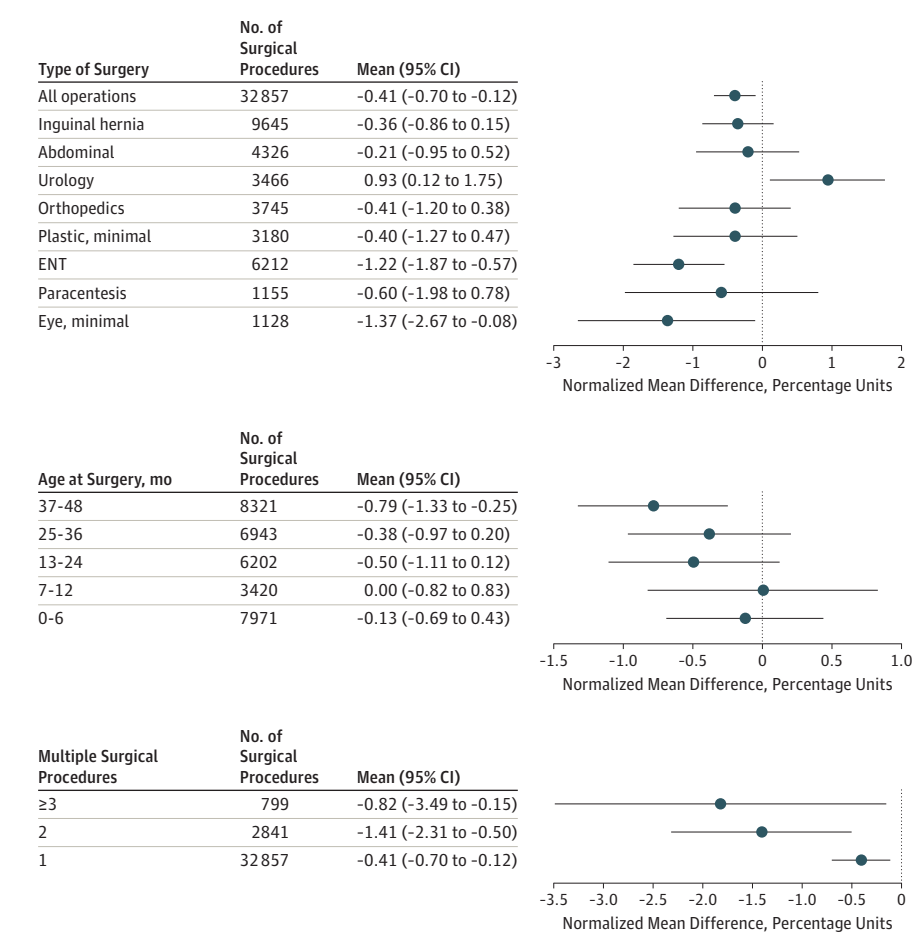 No. of
Surgical
Type of Surgery Procedures Mean (95% CI)
All operations 32 857 -0.41 (-0.70 to -0.12)
Inguinal hernia 9645 -0.36 (-0.86 to 0.15)
Abdominal 4326 -0.21 (-0.95 to 0.52)
Urology 3466 0.93 (0.12 to 1.75)
Orthopedics 3745 -0.41 (-1.20 to 0.38)
Plastic, minimal 3180 -0.40 (-1.27 to 0.47)
ENT 6212 -1.22 (-1.87 to -0.57)
Paracentesis 1155 -0.60 (-1.98 to 0.78)
Eye, minimal 1128 -1.37 (-2.67 to -0.08)
-3 -2 -1 0 1 2
Normalized Mean Difference, Percentage Units
No. of
Surgical
Age at Surgery, mo Procedures Mean (95% CI)
37-48 8321 -0.79 (-1.33 to -0.25)
25-36 6943 -0.38 (-0.97 to 0.20)
13-24 6202 -0.50 (-1.11 to 0.12)
7-12 3420 0.00 (-0.82 to 0.83)
0-6 7971 -0.13 (-0.69 to 0.43)
-1.5 -1.0 -0.5 0 0.5 1.0
Normalized Mean Difference, Percentage Units
No. of
Multiple Surgical Surgical
Procedures Procedures Mean (95% CI)
≥3 799 -0.82 (-3.49 to -0.15)
2 2841 -1.41 (-2.31 to -0.50)
1 32 857 -0.41 (-0.70 to -0.12)
-3.5 -3.0 -2.5 -2.0 -1.5 -1.0 -0.5 0
Normalized Mean Difference, Percentage Units